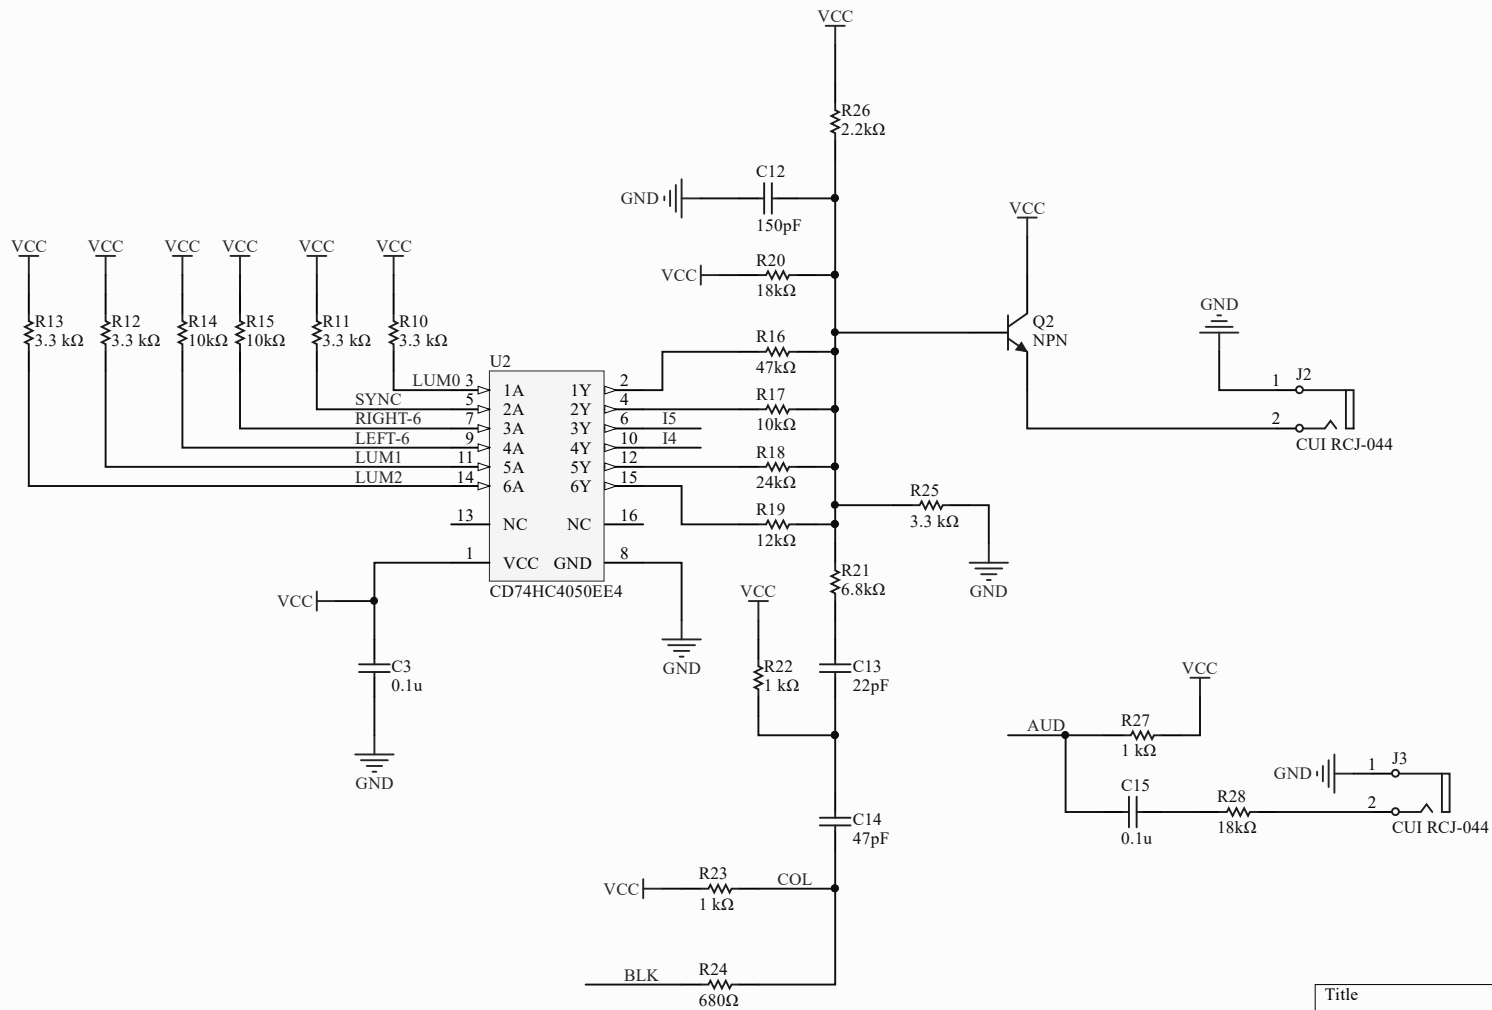 VCC
R26
2.2kΩ
C12
GND
150pF
VCC
VCC VCC VCC VCC VCC VCC
R20
VCC
18kΩ
GND
R13 R12 R14 R15 R11 R10
3.3 kΩ 3.3 kΩ 10kΩ 10kΩ 3.3 kΩ 3.3 kΩ
Q2
NPN
R16
47kΩ
U2
LUM0 3 1A 1Y 2
SYNC 5 2A 2Y 4
RIGHT-6 7 3A 3Y 6 I5
LEFT-6 9 4A 4Y 10 I4
LUM1 11 5A 5Y 12
LUM2 14 6A 6Y 15
13 NC NC 16
1 VCC GND 8
CD74HC4050EE4
R17
10kΩ
R18
24kΩ
R19
12kΩ
J2
1
2
CUI RCJ-044
R25
3.3 kΩ
GND
R21
6.8kΩ
VCC
VCC
GND
C3
0.1u
GND
R22
1 kΩ
C13
22pF
VCC
AUD
R27
1 kΩ
GND
1
J3
C15
0.1u
R28
18kΩ
2
CUI RCJ-044
C14
47pF
VCC
R23
1 kΩ
COL
BLK
R24
680Ω
Title